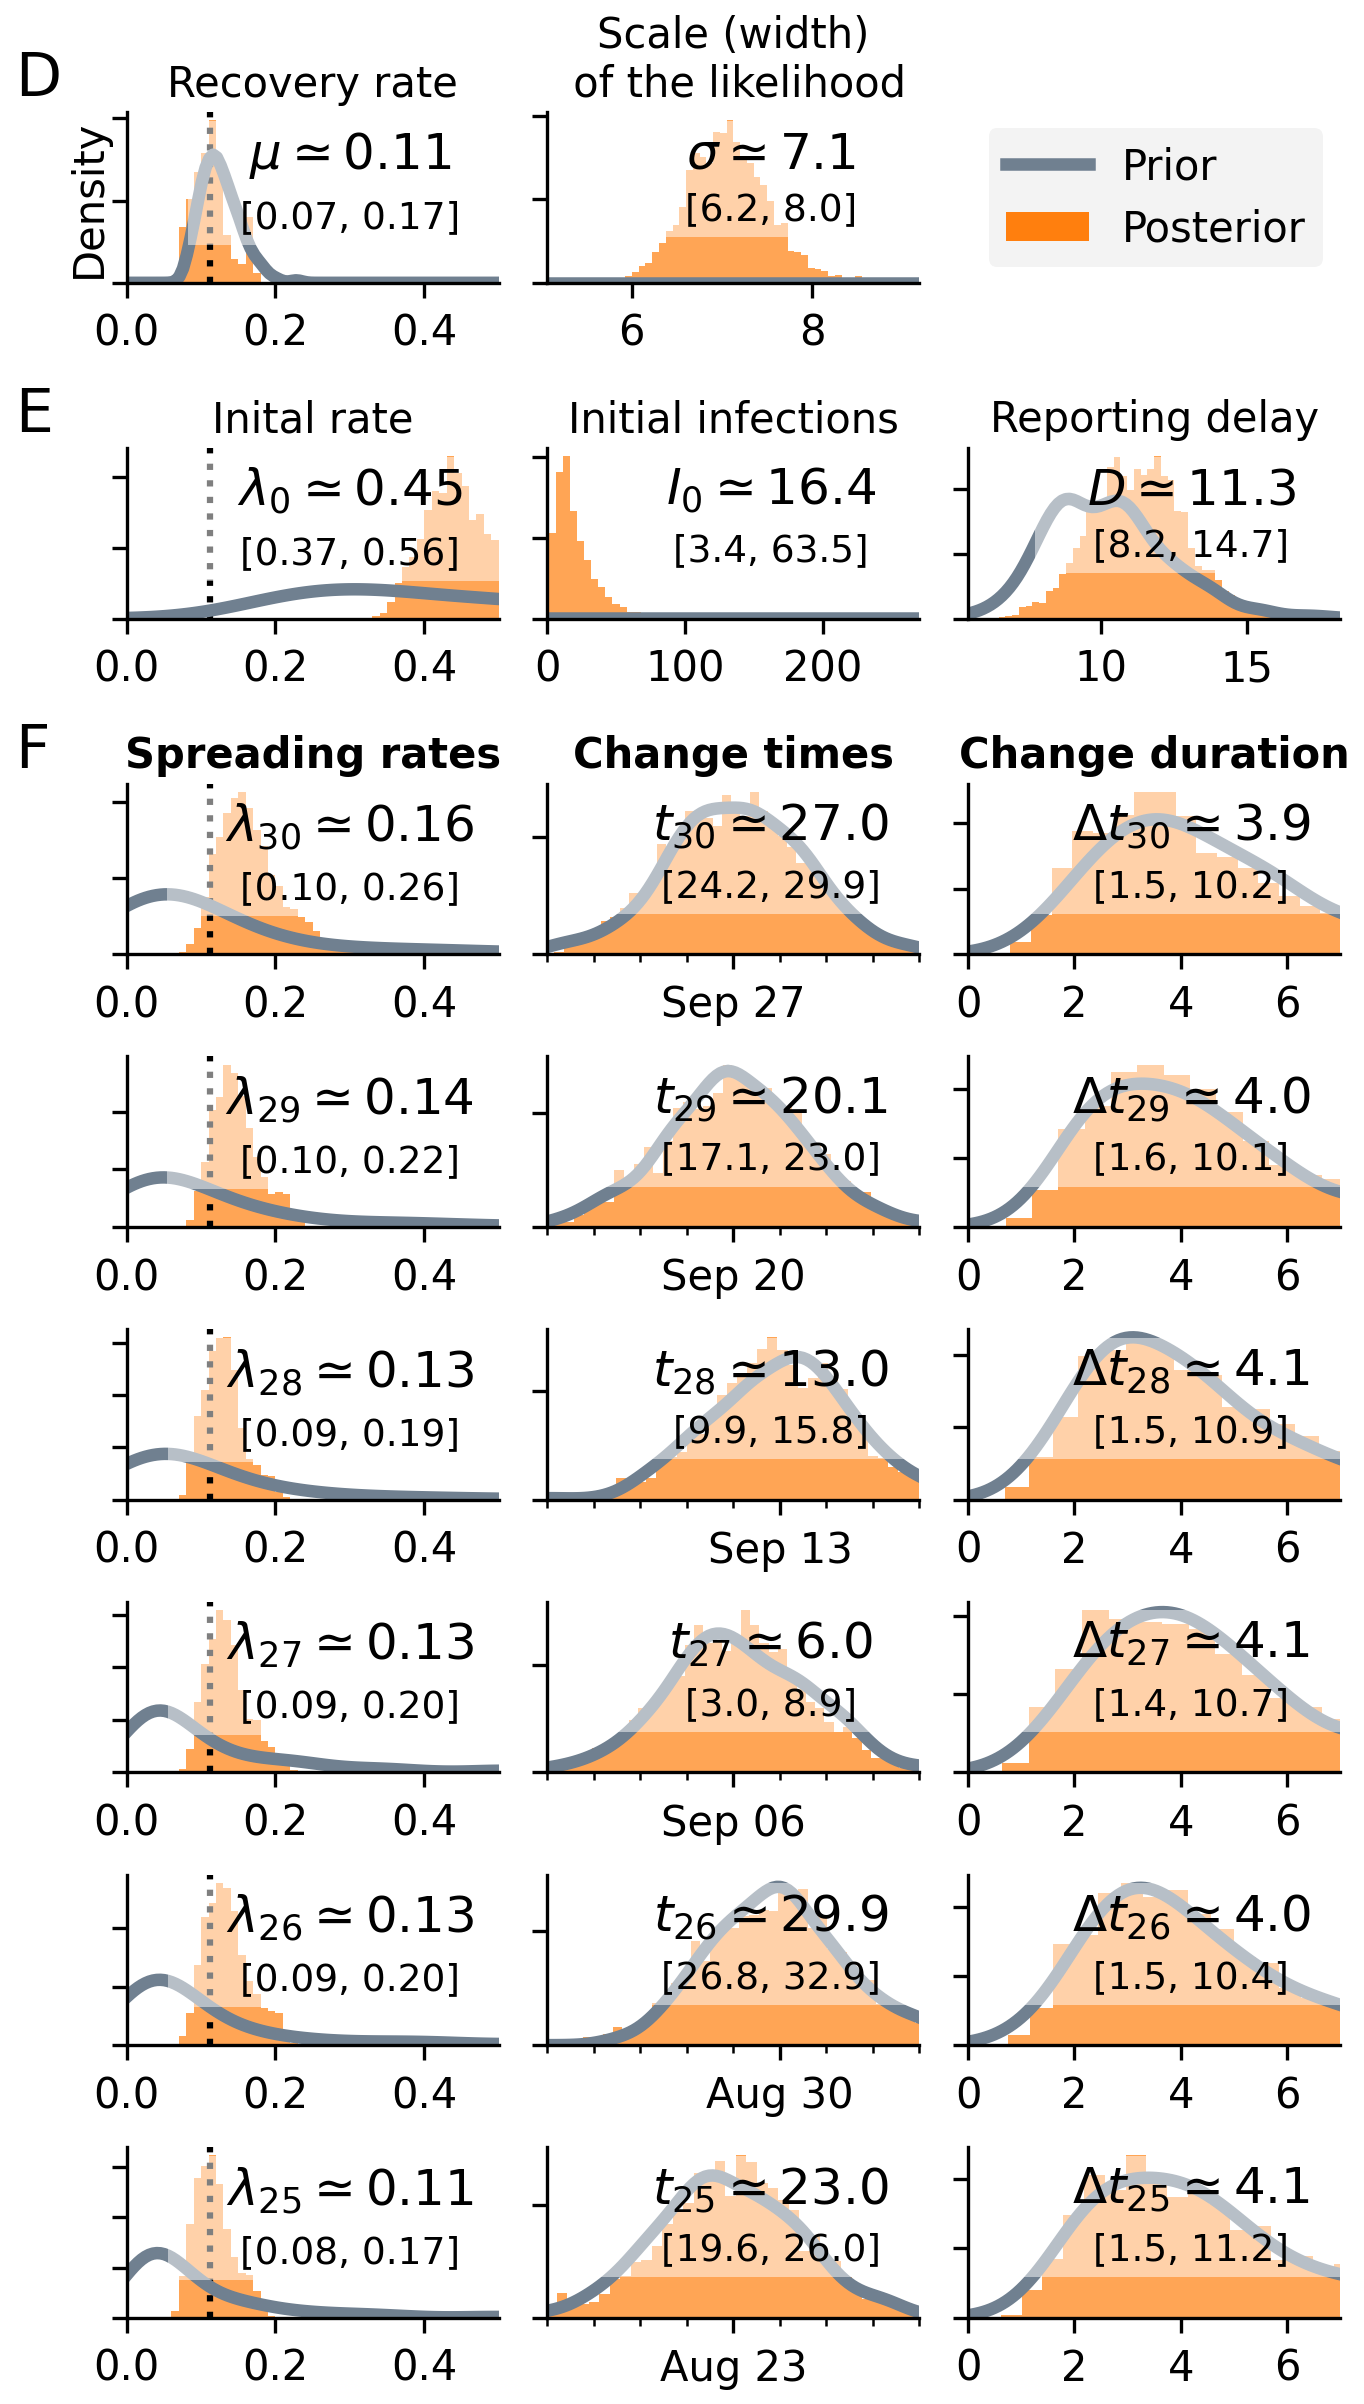 D
Recovery rate
Scale (width)
of the likelihood
Density
μ ≃ 0.11
[0.07, 0.17]
σ ≃ 7.1
[6.2, 8.0]
Prior
Posterior
0.0 0.2 0.4
6 8
E
Inital rate
Initial infections
Reporting delay
λ₀ ≃ 0.45
[0.37, 0.56]
I₀ ≃ 16.4
[3.4, 63.5]
D ≃ 11.3
[8.2, 14.7]
0.0 0.2 0.4
0 100 200
10 15
F
Spreading rates
Change times
Change duration
λ₃₀ ≃ 0.16
[0.10, 0.26]
t₃₀ ≃ 27.0
[24.2, 29.9]
Δt₃₀ ≃ 3.9
[1.5, 10.2]
0.0 0.2 0.4
Sep 27
0 2 4 6
λ₂₉ ≃ 0.14
[0.10, 0.22]
t₂₉ ≃ 20.1
[17.1, 23.0]
Δt₂₉ ≃ 4.0
[1.6, 10.1]
0.0 0.2 0.4
Sep 20
0 2 4 6
λ₂₈ ≃ 0.13
[0.09, 0.19]
t₂₈ ≃ 13.0
[9.9, 15.8]
Δt₂₈ ≃ 4.1
[1.5, 10.9]
0.0 0.2 0.4
Sep 13
0 2 4 6
λ₂₇ ≃ 0.13
[0.09, 0.20]
t₂₇ ≃ 6.0
[3.0, 8.9]
Δt₂₇ ≃ 4.1
[1.4, 10.7]
0.0 0.2 0.4
Sep 06
0 2 4 6
λ₂₆ ≃ 0.13
[0.09, 0.20]
t₂₆ ≃ 29.9
[26.8, 32.9]
Δt₂₆ ≃ 4.0
[1.5, 10.4]
0.0 0.2 0.4
Aug 30
0 2 4 6
λ₂₅ ≃ 0.11
[0.08, 0.17]
t₂₅ ≃ 23.0
[19.6, 26.0]
Δt₂₅ ≃ 4.1
[1.5, 11.2]
0.0 0.2 0.4
Aug 23
0 2 4 6